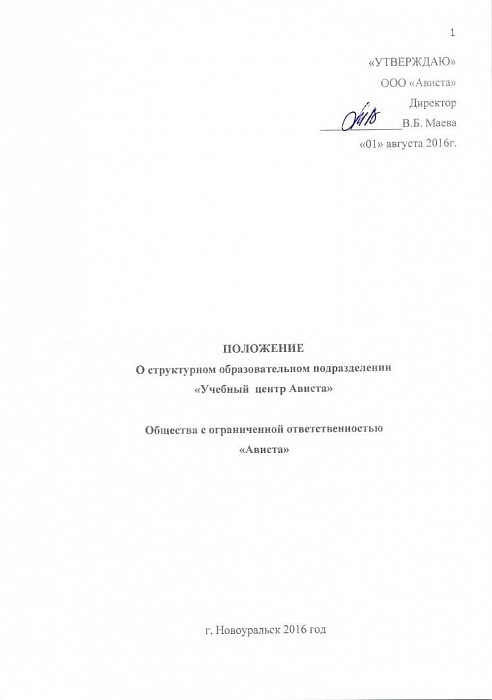 1
«УТВЕРЖДАЮ»
ООО «Ависта»
Директор
______________В.Б. Маева
«01» августа 2016г.
ПОЛОЖЕНИЕ
О структурном образовательном подразделении
«Учебный центр Ависта»
Общества с ограниченной ответственностью
«Ависта»
г. Новоуральск 2016 год